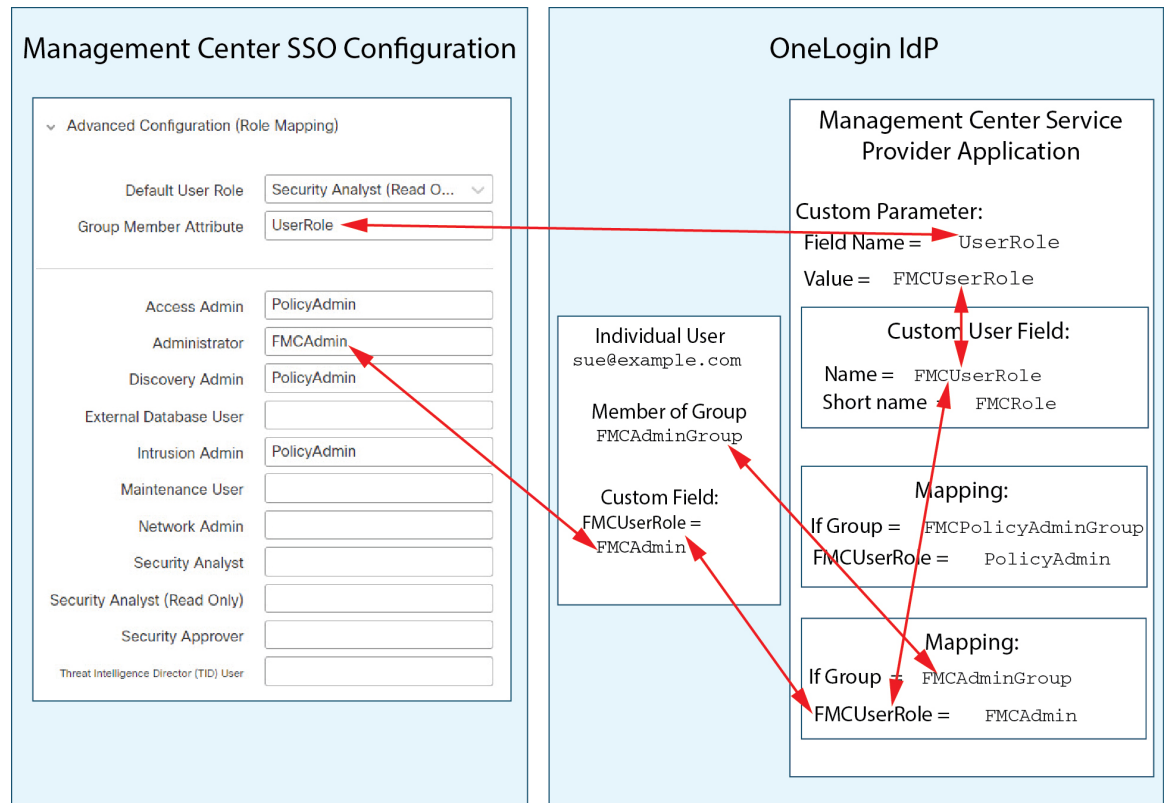 Management Center SSO Configuration
Advanced Configuration (Role Mapping)
Default User Role Security Analyst (Read O...
Group Member Attribute UserRole
Access Admin PolicyAdmin
Administrator FMCAdmin
Discovery Admin PolicyAdmin
External Database User
Intrusion Admin PolicyAdmin
Maintenance User
Network Admin
Security Analyst
Security Analyst (Read Only)
Security Approver
Threat Intelligence Director (TID) User
OneLogin IdP
Individual User
sue@example.com
Member of Group
FMCAdminGroup
Custom Field:
FMCUserRole =
FMCAdmin
Management Center Service
Provider Application
Custom Parameter:
Field Name = UserRole
Value = FMCUserRole
Custom User Field:
Name = FMCUserRole
Short name = FMCRole
Mapping:
If Group = FMCPolicyAdminGroup
FMCUserRole = PolicyAdmin
Mapping:
If Group = FMCAdminGroup
FMCUserRole = FMCAdmin